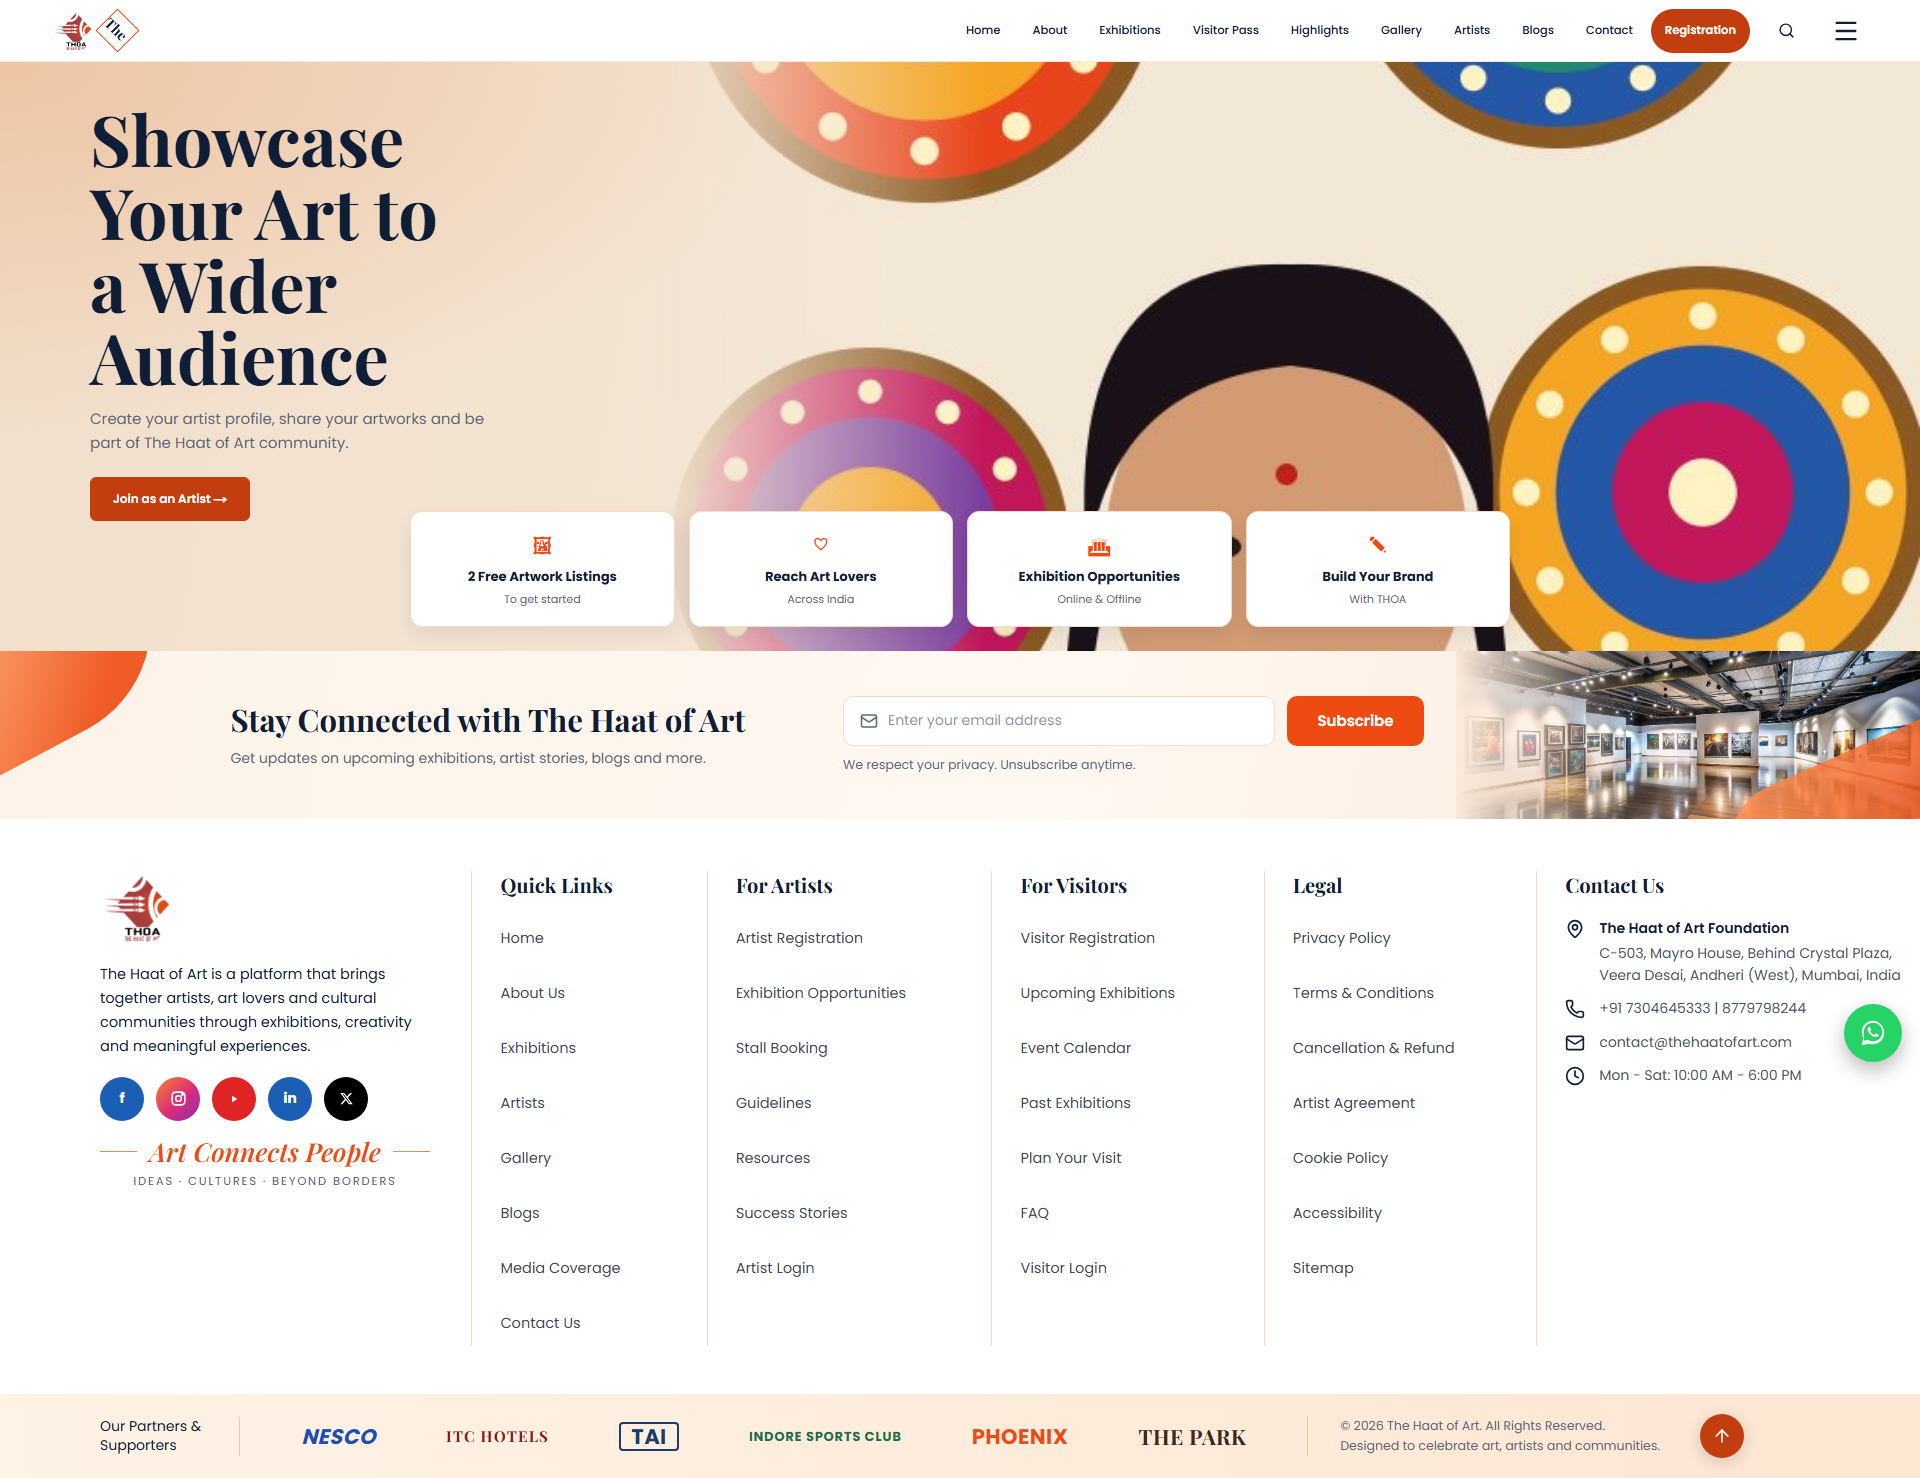 THOA
The
Home
About
Exhibitions
Visitor Pass
Highlights
Gallery
Artists
Blogs
Contact
Registration
Showcase
Your Art to
a Wider
Audience
Create your artist profile, share your artworks and be
part of The Haat of Art community.
Join as an Artist →
2 Free Artwork Listings
To get started
Reach Art Lovers
Across India
Exhibition Opportunities
Online & Offline
Build Your Brand
With THOA
Stay Connected with The Haat of Art
Get updates on upcoming exhibitions, artist stories, blogs and more.
Enter your email address
Subscribe
We respect your privacy. Unsubscribe anytime.
THOA
THE HAAT OF
The Haat of Art is a platform that brings
together artists, art lovers and cultural
communities through exhibitions, creativity
and meaningful experiences.
Art Connects People
IDEAS · CULTURES · BEYOND BORDERS
Quick Links
Home
About Us
Exhibitions
Artists
Gallery
Blogs
Media Coverage
Contact Us
For Artists
Artist Registration
Exhibition Opportunities
Stall Booking
Guidelines
Resources
Success Stories
Artist Login
For Visitors
Visitor Registration
Upcoming Exhibitions
Event Calendar
Past Exhibitions
Plan Your Visit
FAQ
Visitor Login
Legal
Privacy Policy
Terms & Conditions
Cancellation & Refund
Artist Agreement
Cookie Policy
Accessibility
Sitemap
Contact Us
The Haat of Art Foundation
C-503, Mayro House, Behind Crystal Plaza,
Veera Desai, Andheri (West), Mumbai, India
+91 7304645333 | 8779798244
contact@thehaatofart.com
Mon - Sat: 10:00 AM - 6:00 PM
Our Partners &
Supporters
NESCO
ITC HOTELS
TAI
INDORE SPORTS CLUB
PHOENIX
THE PARK
© 2026 The Haat of Art. All Rights Reserved.
Designed to celebrate art, artists and communities.